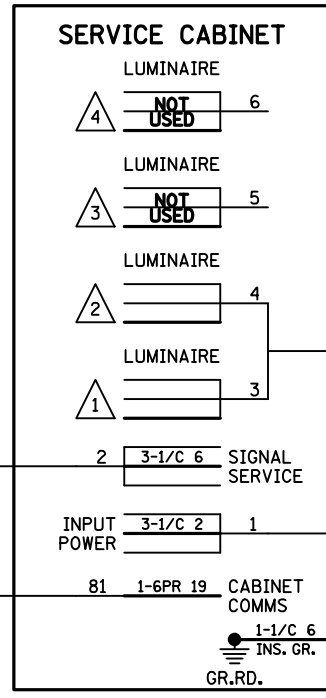 SERVICE CABINET
LUMINAIRE
4 NOT USED 6
LUMINAIRE
3 NOT USED 5
LUMINAIRE
2 4
LUMINAIRE
1 3
2 3-1/C 6 SIGNAL SERVICE
INPUT POWER 3-1/C 2 1
81 1-6PR 19 CABINET COMMS
1-1/C 6
INS. GR.
GR.RD.